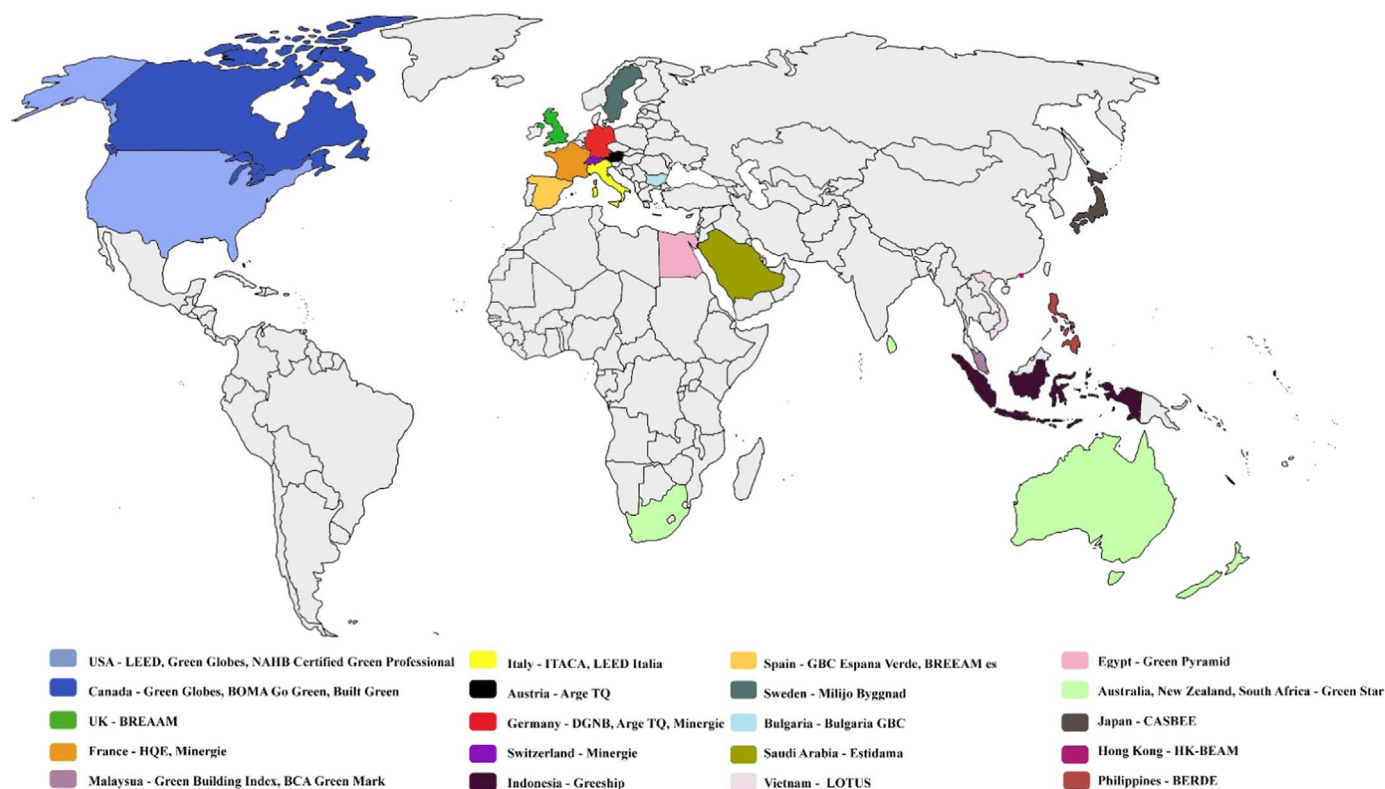 USA - LEED, Green Globes, NAHB Certified Green Professional
Canada - Green Globes, BOMA Go Green, Built Green
UK - BREAAM
France - HQE, Minergie
Malaysua - Green Building Index, BCA Green Mark
Italy - ITACA, LEED Italia
Austria - Arge TQ
Germany - DGNB, Arge TQ, Minergie
Switzerland - Minergie
Indonesia - Greeship
Spain - GBC Espana Verde, BREEAM es
Sweden - Milijo Byggnad
Bulgaria - Bulgaria GBC
Saudi Arabia - Estidama
Vietnam - LOTUS
Egypt - Green Pyramid
Australia, New Zealand, South Africa - Green Star
Japan - CASBEE
Hong Kong - HK-BEAM
Philippines - BERDE